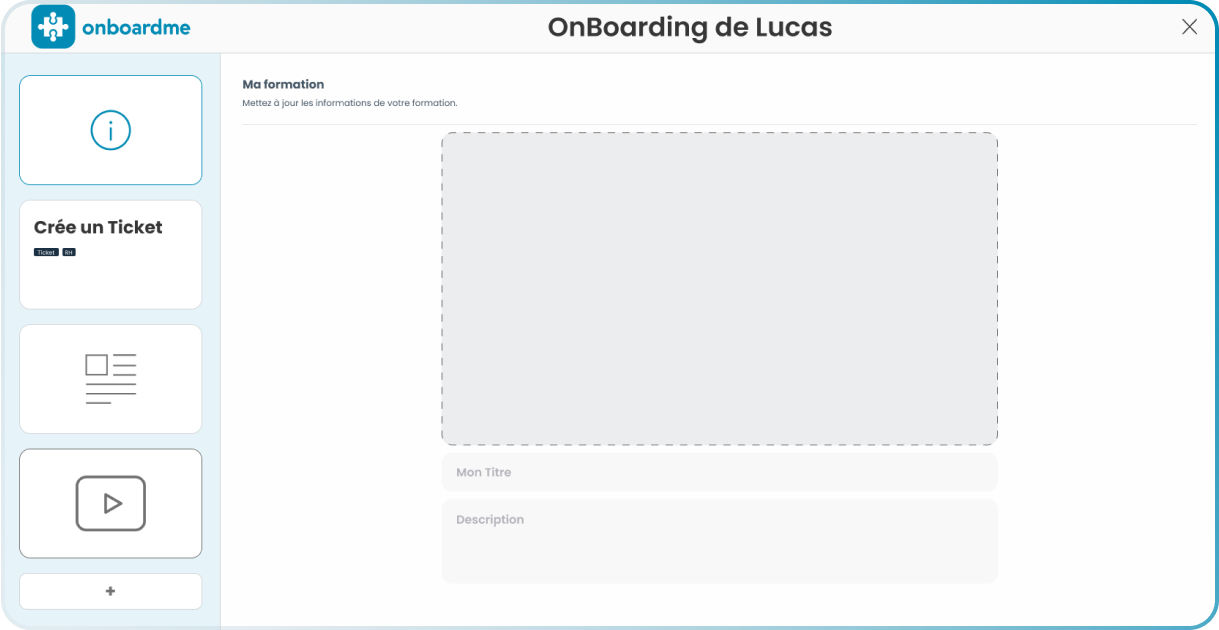 onboardme
OnBoarding de Lucas
Ma formation
Mettez à jour les informations de votre formation.
Crée un Ticket
Ticket RH
Mon Titre
Description
+